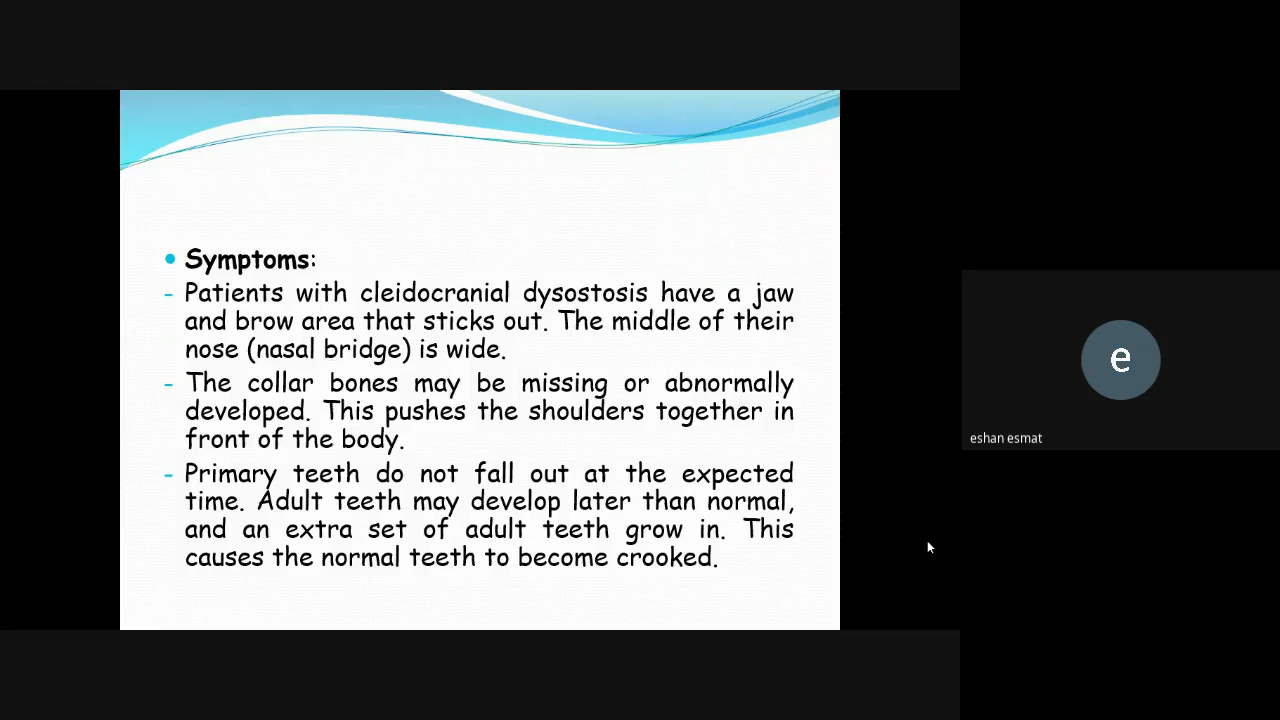 • Symptoms:
- Patients with cleidocranial dysostosis have a jaw
and brow area that sticks out. The middle of their
nose (nasal bridge) is wide.
- The collar bones may be missing or abnormally
developed. This pushes the shoulders together in
front of the body.
- Primary teeth do not fall out at the expected
time. Adult teeth may develop later than normal,
and an extra set of adult teeth grow in. This
causes the normal teeth to become crooked.
e
eshan esmat